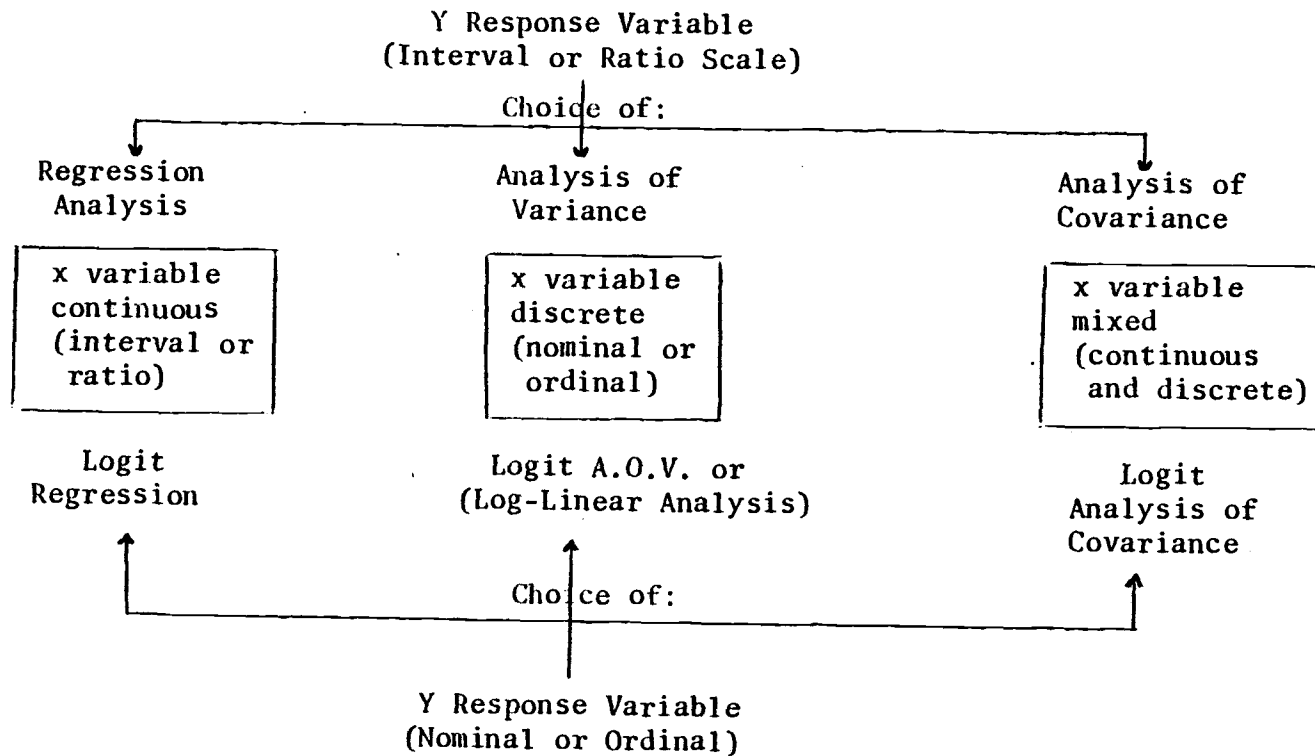 Y Response Variable
(Interval or Ratio Scale)
Choice of:
Regression
Analysis
Analysis of
Variance
Analysis of
Covariance
x variable
continuous
(interval or
ratio)
x variable
discrete
(nominal or
ordinal)
x variable
mixed
(continuous
and discrete)
Logit
Regression
Logit A.O.V. or
(Log-Linear Analysis)
Logit
Analysis of
Covariance
Choice of:
Y Response Variable
(Nominal or Ordinal)